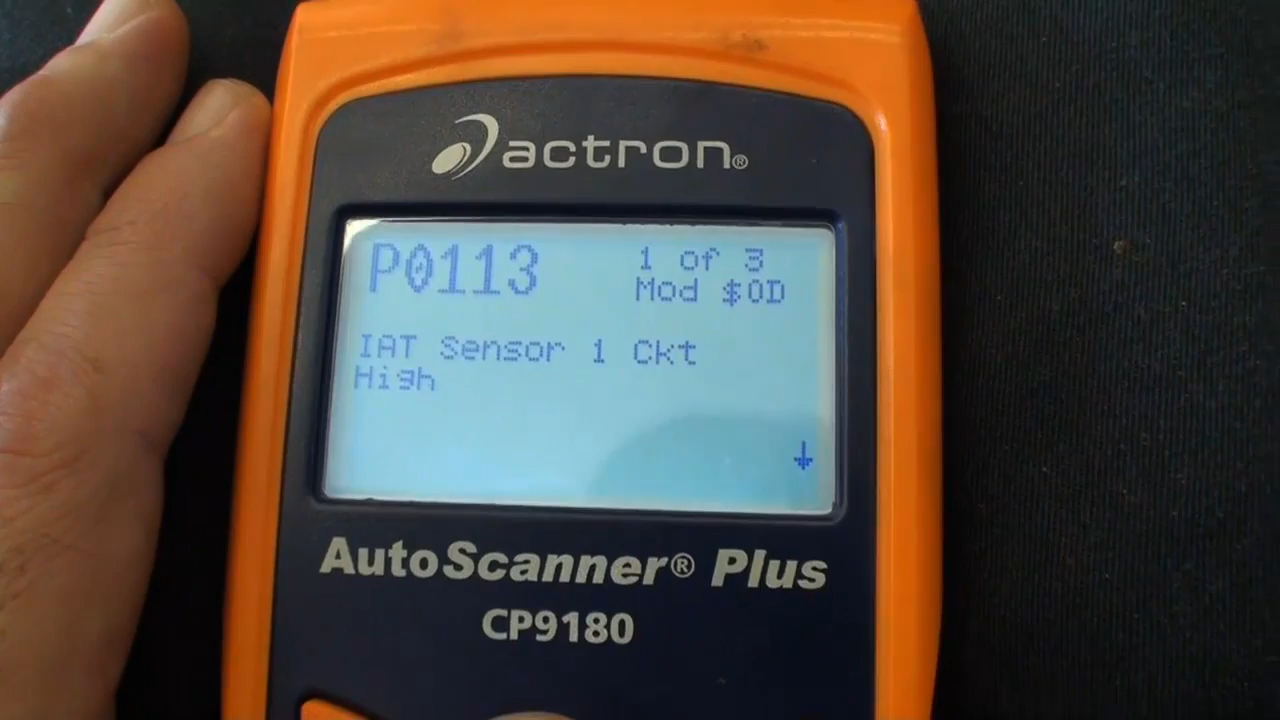 actron®
P0113
1 of 3
Mod $0D
IAT Sensor 1 Ckt
High
AutoScanner® Plus
CP9180